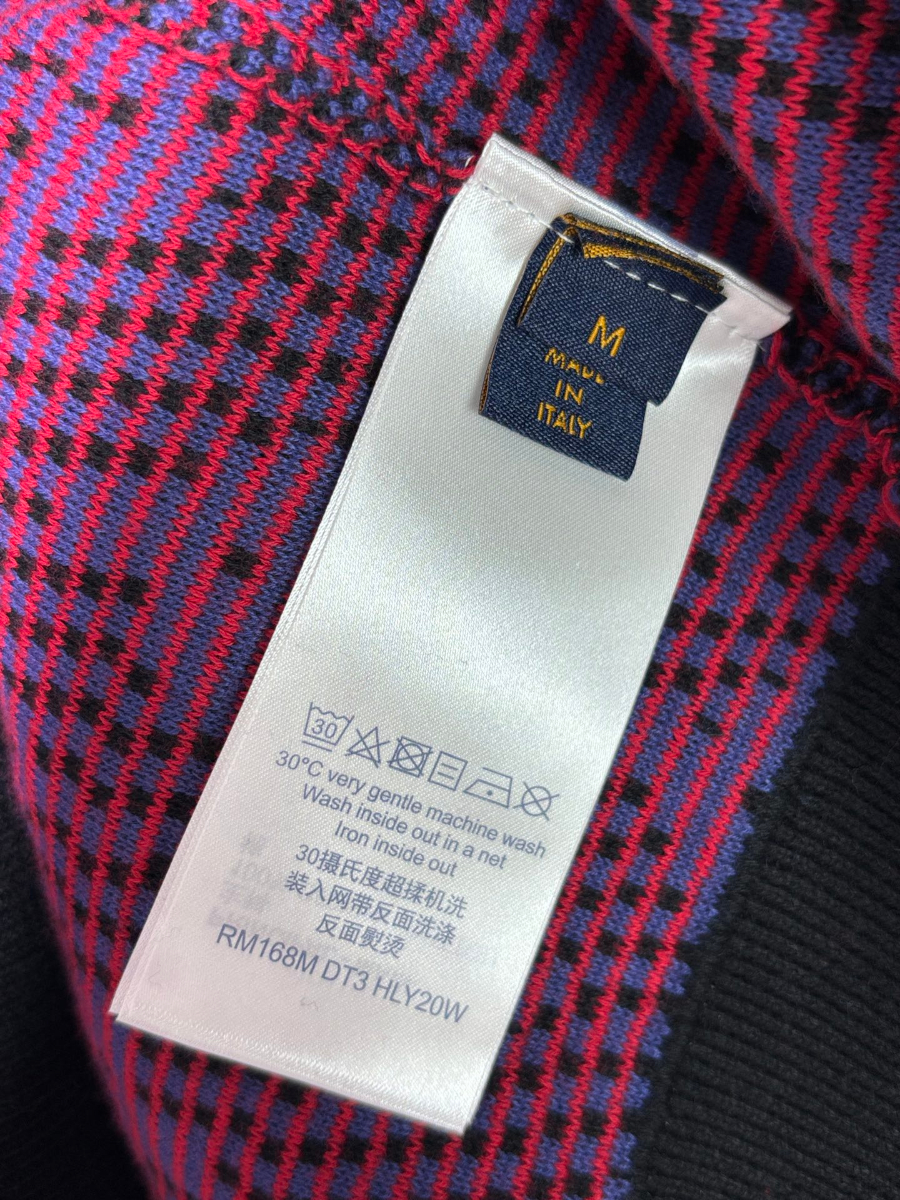 M
MADE
IN
ITALY
30
30°C very gentle machine wash
Wash inside out in a net
Iron inside out
30摄氏度超揉机洗
装入网带反面洗涤
反面熨烫
RM168M DT3 HLY20W